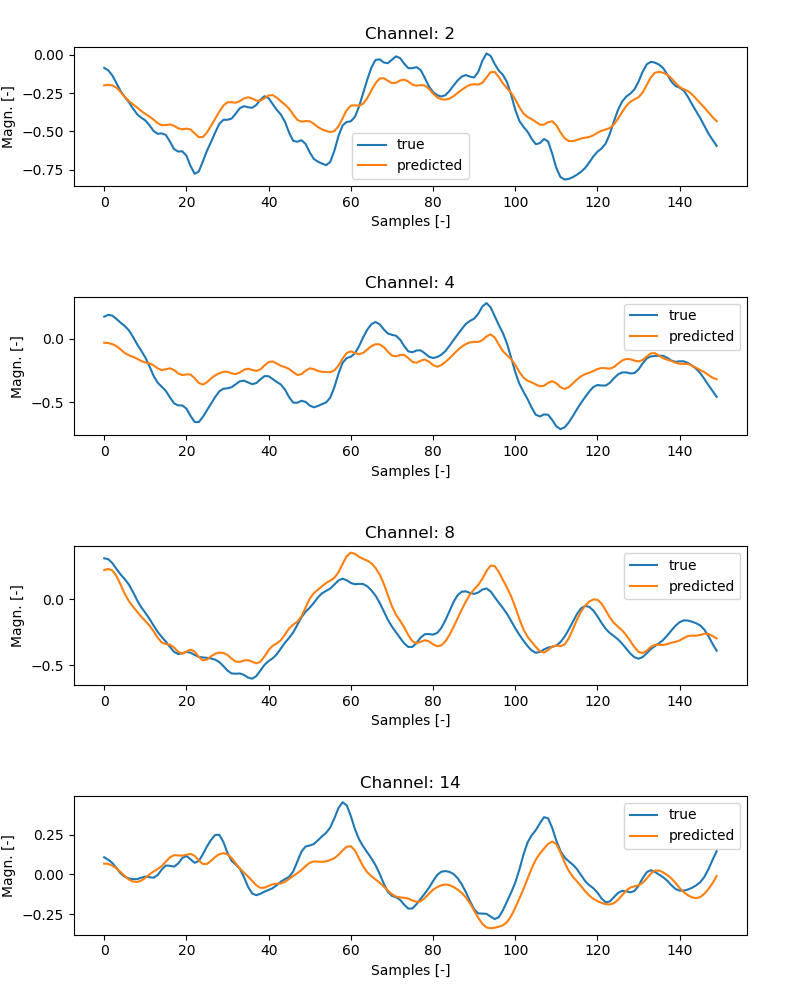 Channel: 2
0.00
−0.25
−0.50
−0.75
Magn. [-]
true
predicted
0 20 40 60 80 100 120 140
Samples [-]
Channel: 4
0.0
−0.5
Magn. [-]
true
predicted
0 20 40 60 80 100 120 140
Samples [-]
Channel: 8
0.0
−0.5
Magn. [-]
true
predicted
0 20 40 60 80 100 120 140
Samples [-]
Channel: 14
0.25
0.00
−0.25
Magn. [-]
true
predicted
0 20 40 60 80 100 120 140
Samples [-]